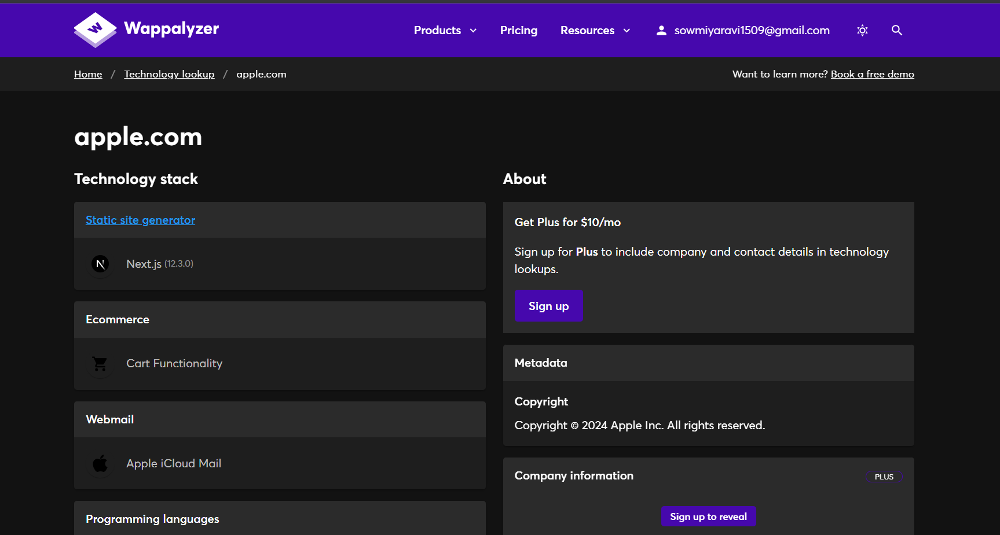 Wappalyzer
Products
Pricing
Resources
sowmiyaravi1509@gmail.com
Home / Technology lookup / apple.com
Want to learn more? Book a free demo
apple.com
Technology stack
Static site generator
Next.js (12.3.0)
Ecommerce
Cart Functionality
Webmail
Apple iCloud Mail
Programming languages
About
Get Plus for $10/mo
Sign up for Plus to include company and contact details in technology
lookups.
Sign up
Metadata
Copyright
Copyright © 2024 Apple Inc. All rights reserved.
Company information
PLUS
Sign up to reveal